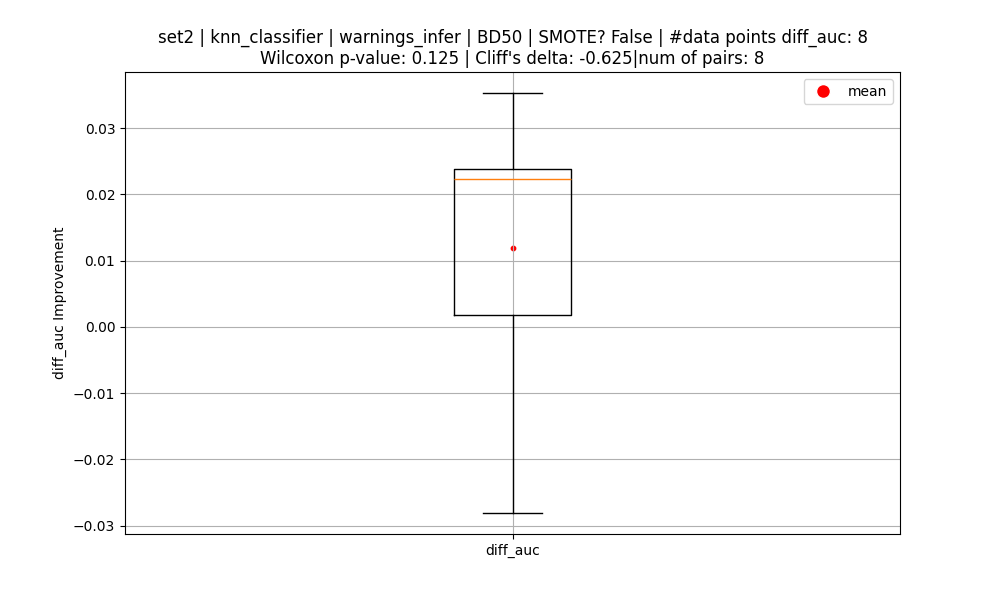 set2 | knn_classifier | warnings_infer | BD50 | SMOTE? False | #data points diff_auc: 8
Wilcoxon p-value: 0.125 | Cliff's delta: -0.625|num of pairs: 8
mean
0.03
0.02
0.01
0.00
−0.01
−0.02
−0.03
diff_auc Improvement
diff_auc